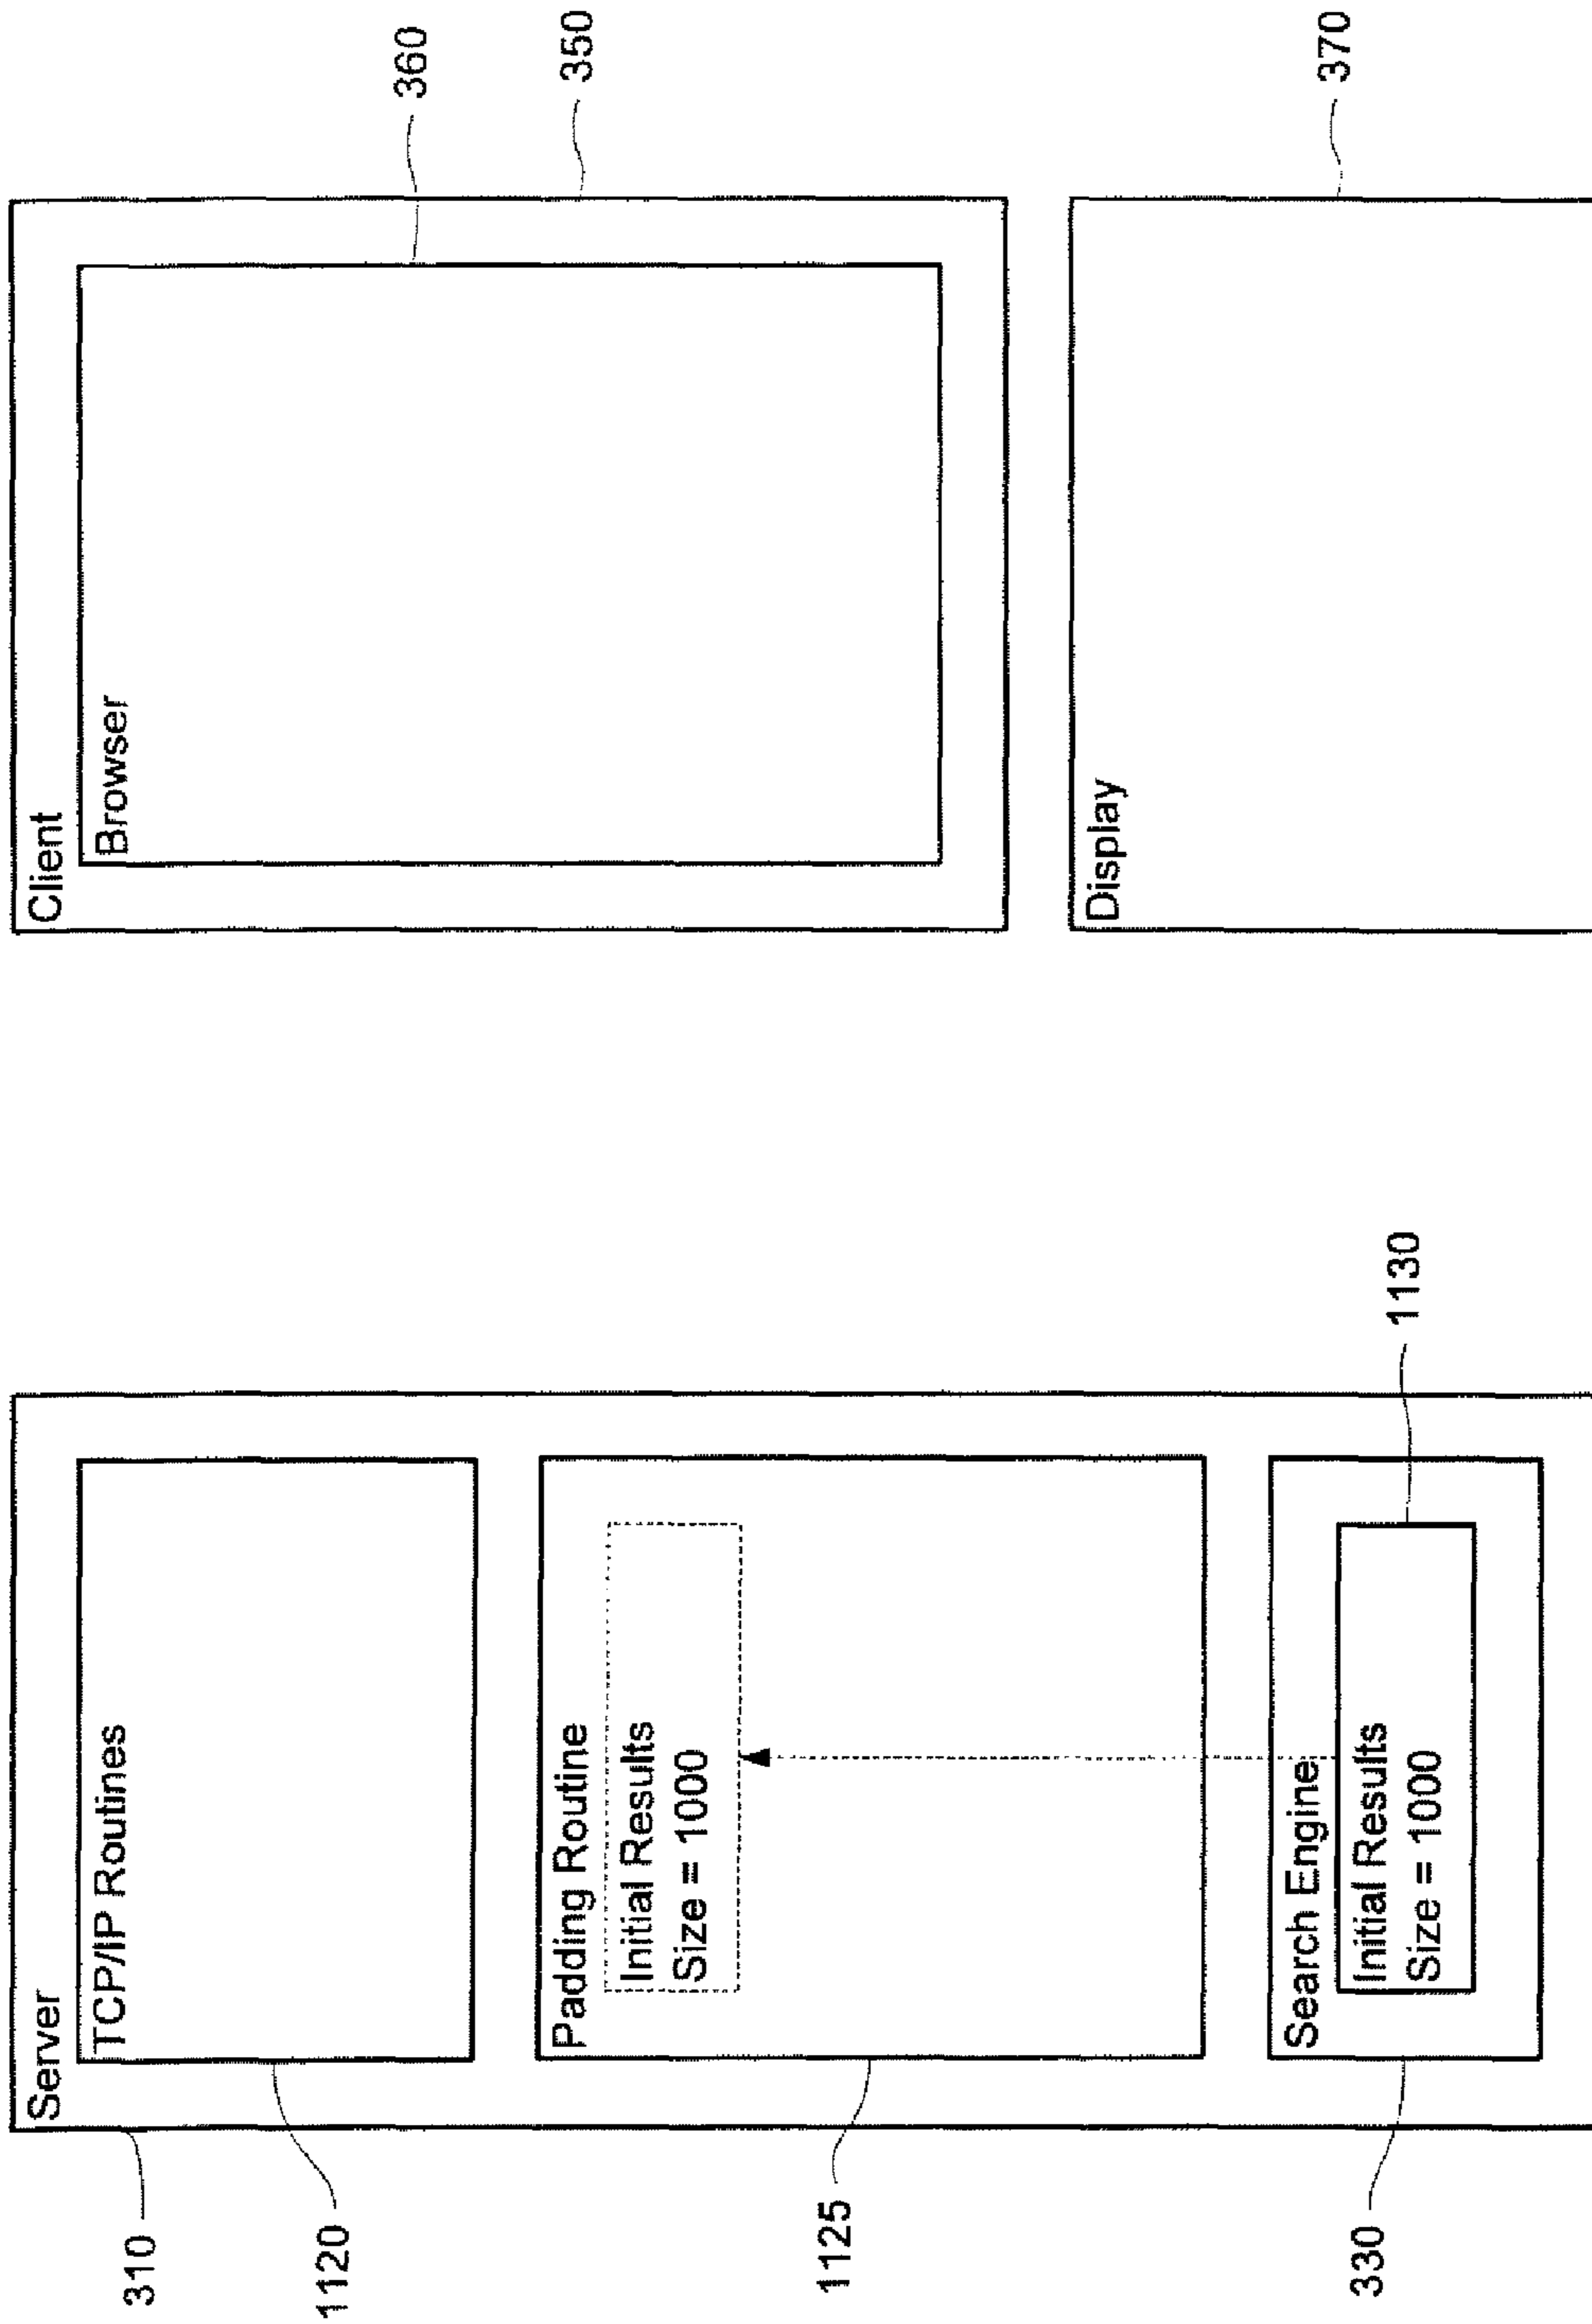 Server
310
TCP/IP Routines
1120
Padding Routine
Initial Results
Size = 1000
1125
Search Engine
Initial Results
Size = 1000
330
1130
Client
Browser
360
350
Display
370